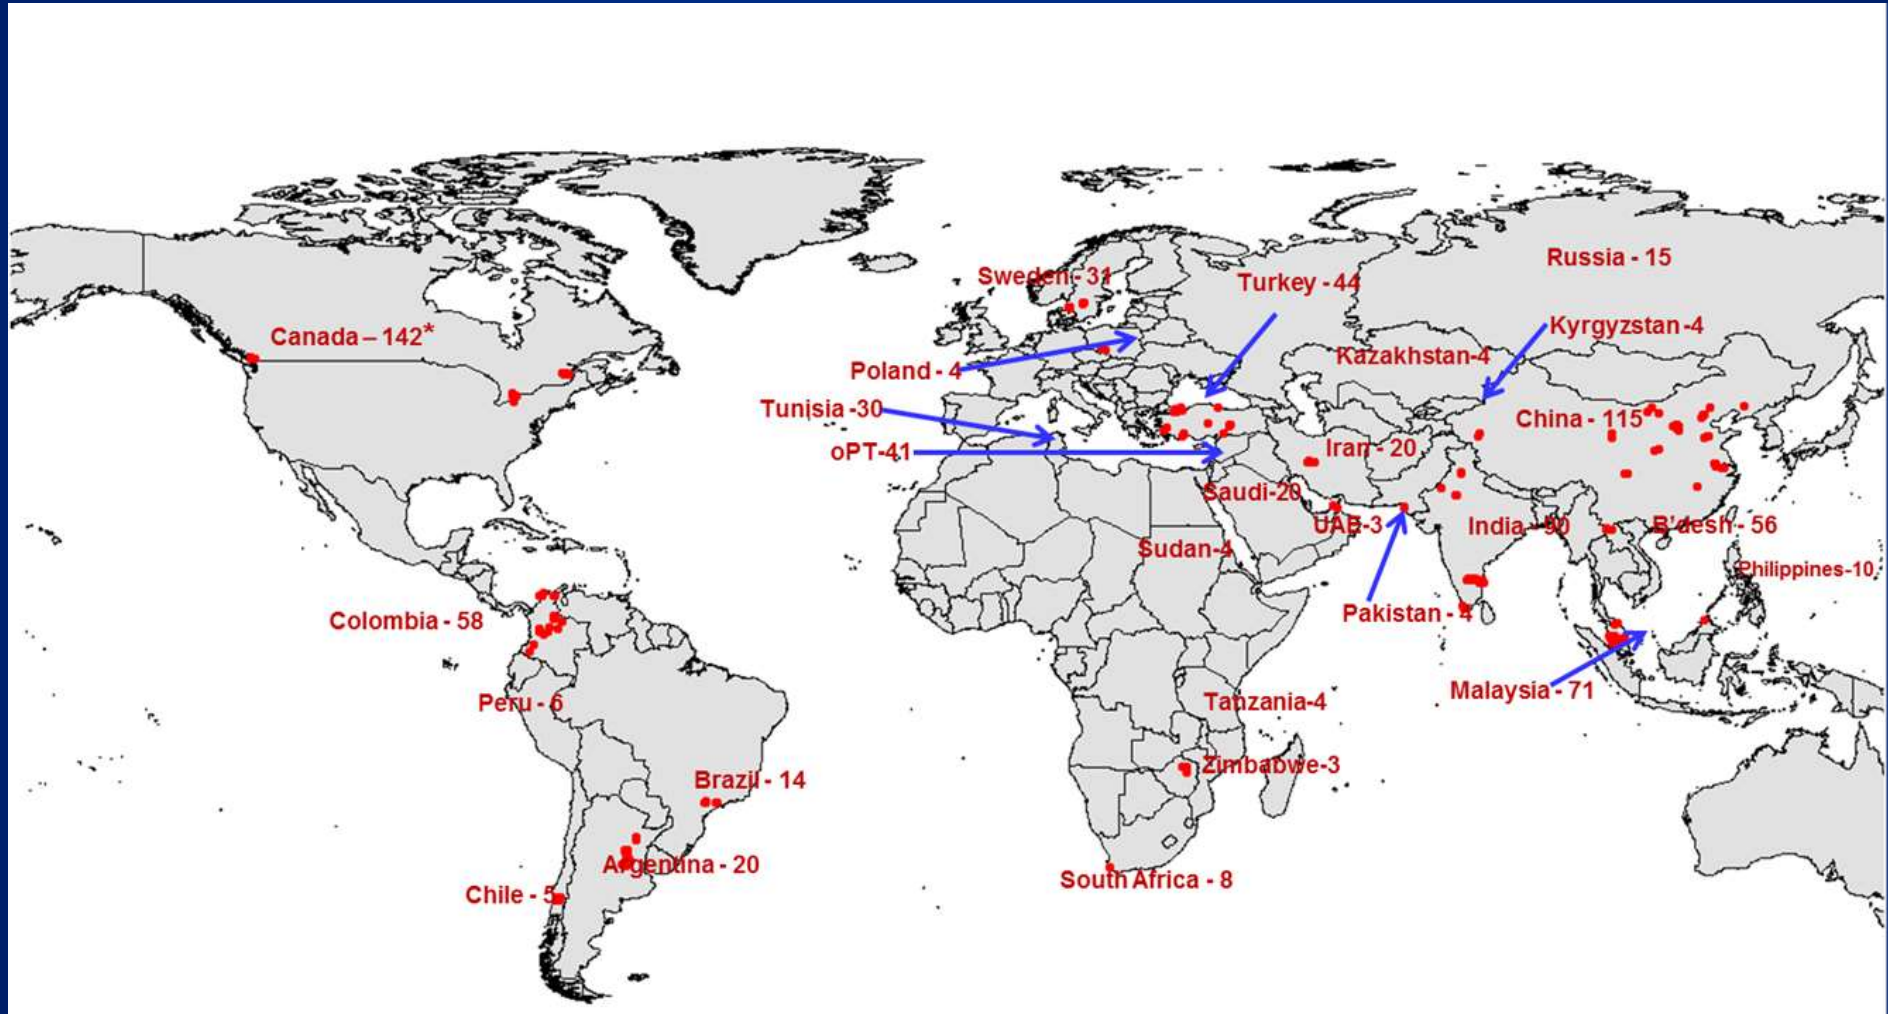 Russia - 15
Sweden - 31
Turkey - 44
Kyrgyzstan -4
Canada – 142*
Kazakhstan-4
Poland - 4
Tunisia -30
China - 115
oPT-41
Iran - 20
Saudi-20
UAE-3
India - 90
B'desh - 56
Sudan-4
Philippines-10
Colombia - 58
Pakistan - 4
Malaysia - 71
Peru - 6
Tanzania-4
Zimbabwe-3
Brazil - 14
Argentina - 20
South Africa - 8
Chile - 5